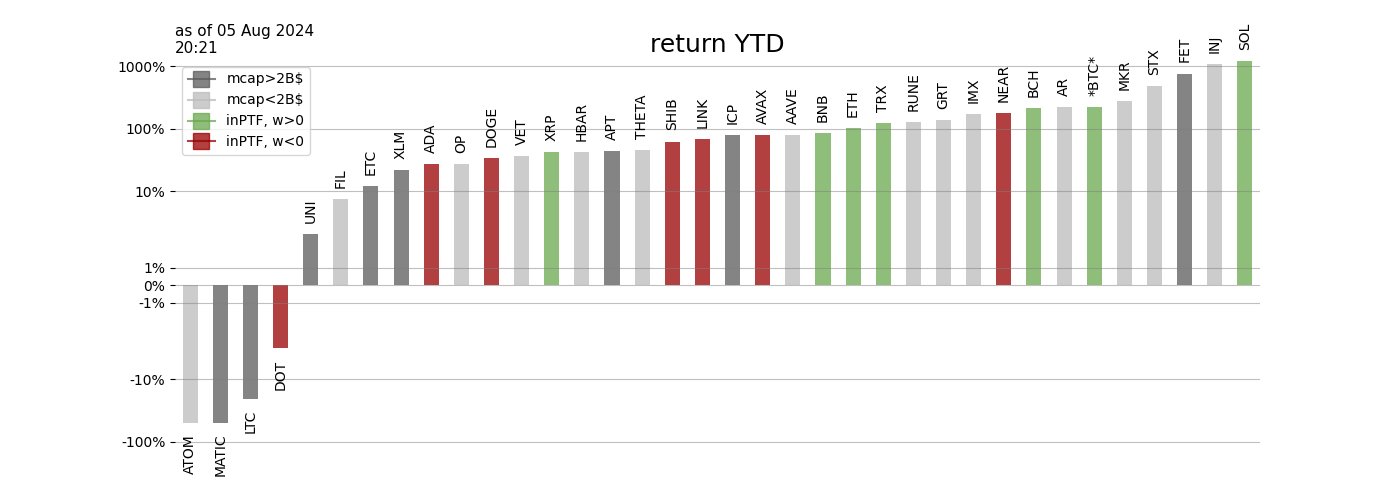 as of 05 Aug 2024
20:21
return YTD
1000%
100%
10%
1%
0%
-1%
-10%
-100%
mcap>2B$
mcap<2B$
inPTF, w>0
inPTF, w<0
ATOM
MATIC
LTC
DOT
UNI
FIL
ETC
XLM
ADA
OP
DOGE
VET
XRP
HBAR
APT
THETA
SHIB
LINK
ICP
AVAX
AAVE
BNB
ETH
TRX
RUNE
GRT
IMX
NEAR
BCH
AR
*BTC*
MKR
STX
FET
INJ
SOL